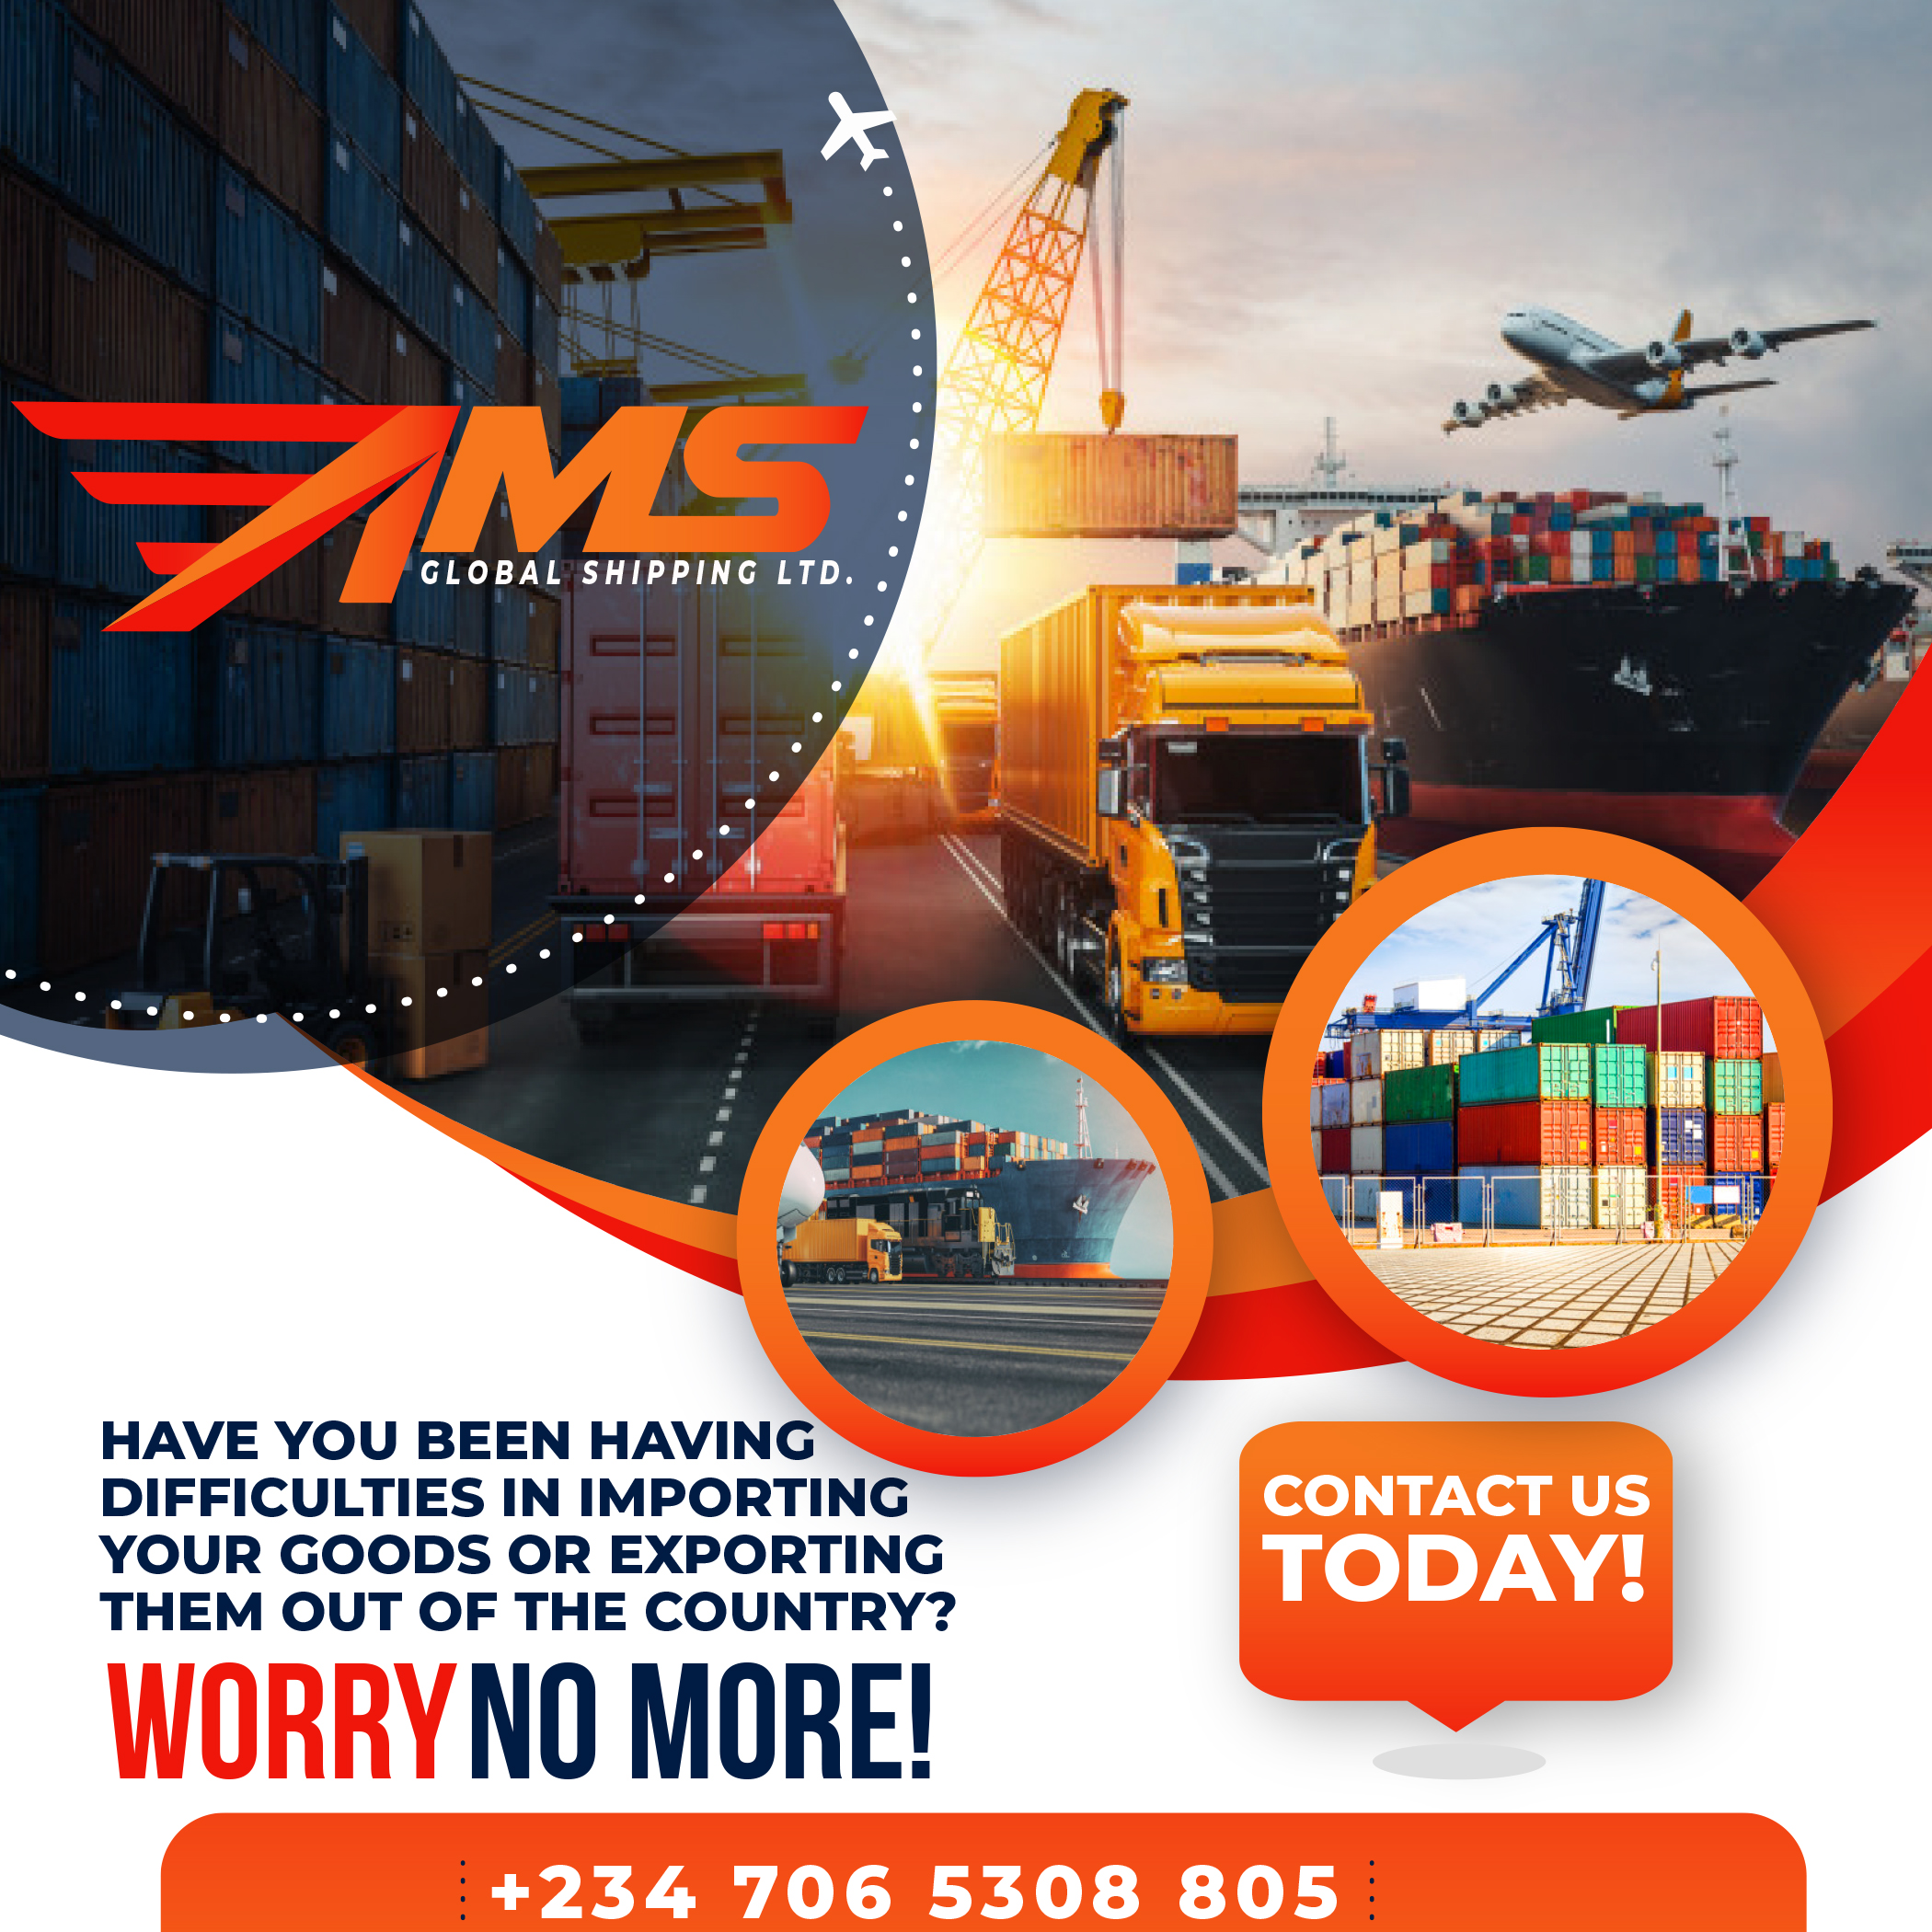 AMS
GLOBAL SHIPPING LTD.
HAVE YOU BEEN HAVING
DIFFICULTIES IN IMPORTING
YOUR GOODS OR EXPORTING
THEM OUT OF THE COUNTRY?
WORRY NO MORE!
CONTACT US
TODAY!
+234 706 5308 805